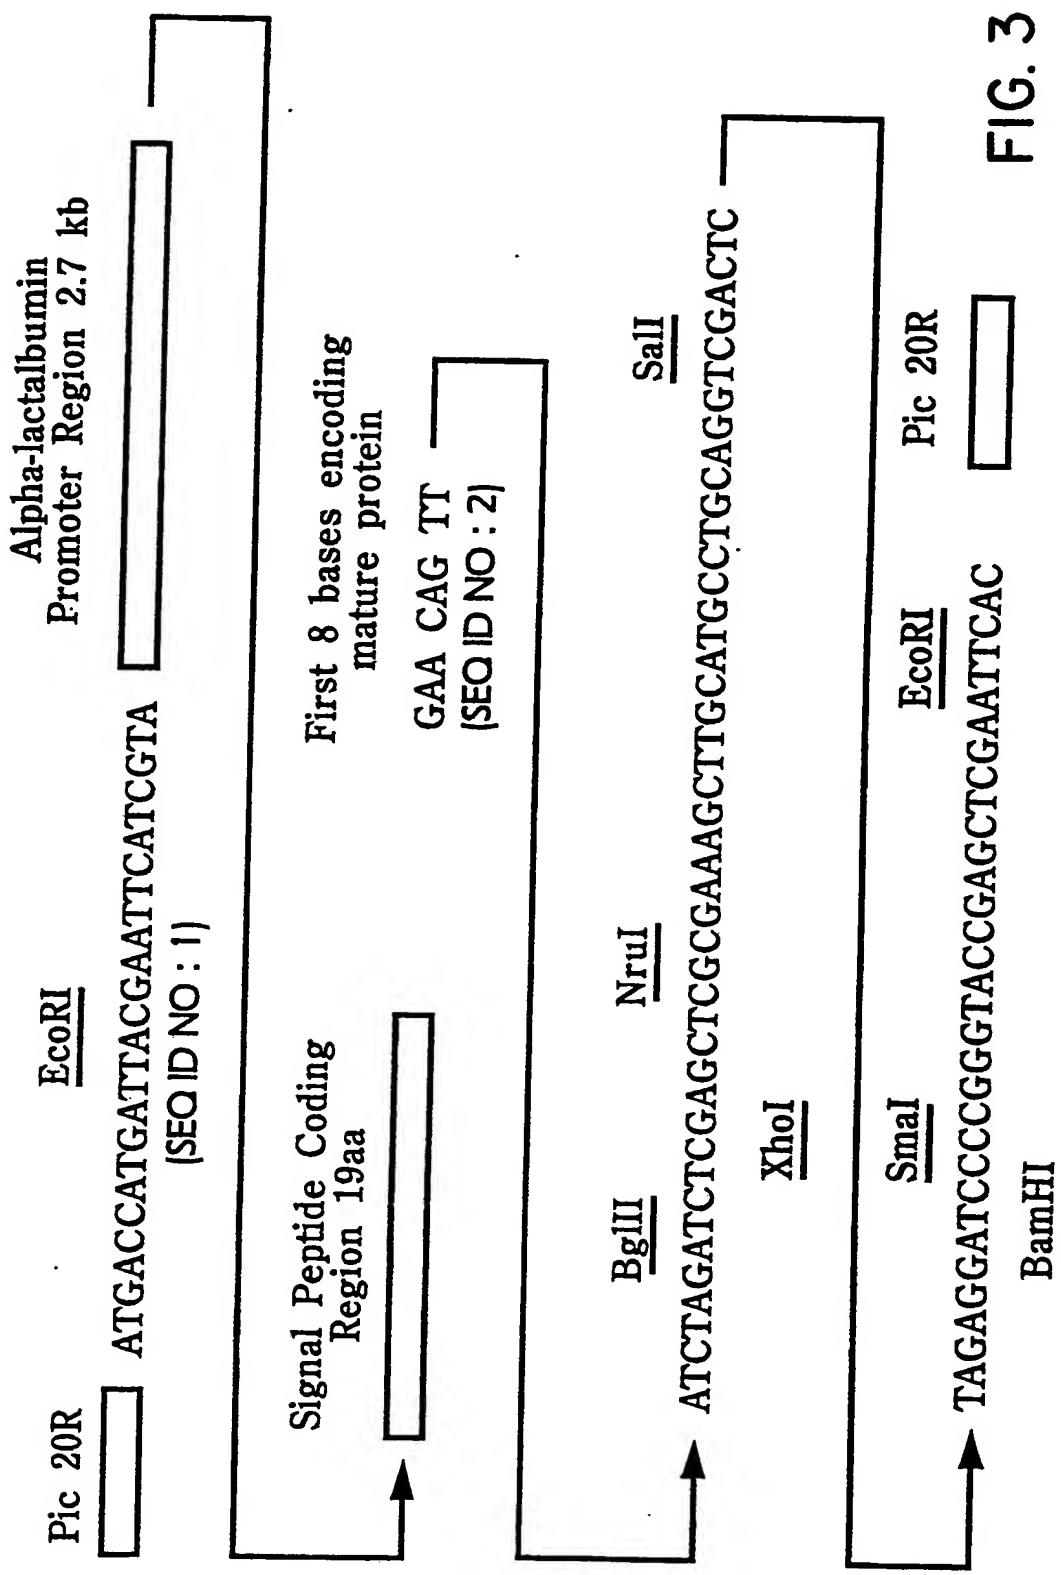 Alpha-lactalbumin
Promoter Region 2.7 kb
EcoRI
Pic 20R
ATGACCATGATTACGAATTCATCGTA
(SEQ ID NO : 1)
First 8 bases encoding
mature protein
Signal Peptide Coding
Region 19aa
GAA CAG TT
(SEQ ID NO : 2)
BglII
NruI
SalI
ATCTAGATCTCGAGCTCGCGAAAGCTTGCATGCCTGCAGGTCGACTC
XhoI
SmaI
EcoRI
Pic 20R
TAGAGGATCCCCGGGTACCGAGCTCGAATTCAC
BamHI
FIG. 3